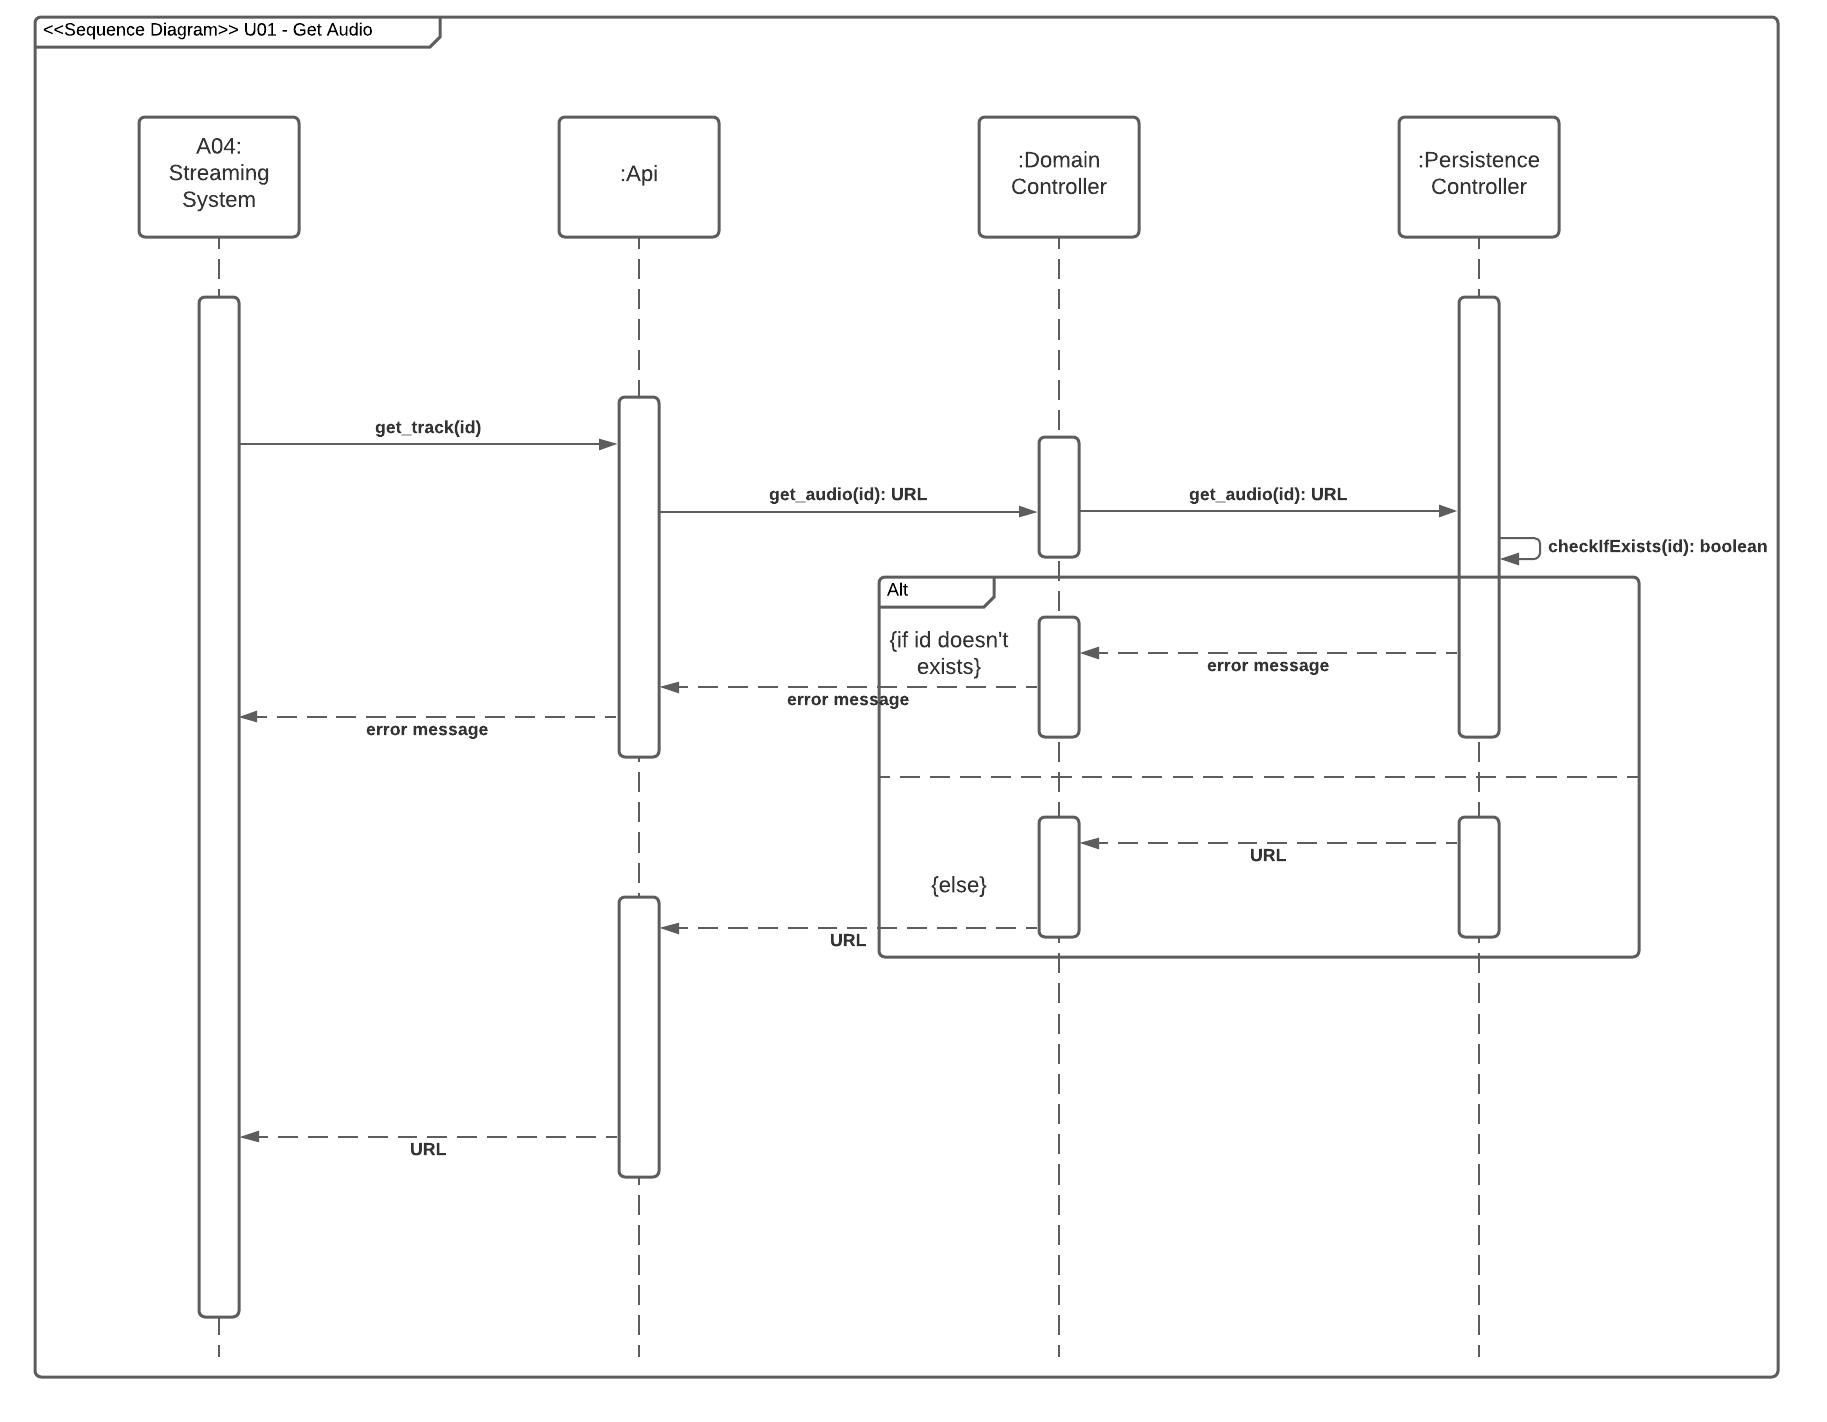 <<Sequence Diagram>> U01 - Get Audio
A04:
Streaming
System
:Api
:Domain
Controller
:Persistence
Controller
get_track(id)
get_audio(id): URL
get_audio(id): URL
checkIfExists(id): boolean
Alt
{if id doesn't
exists}
error message
error message
error message
URL
{else}
URL
URL